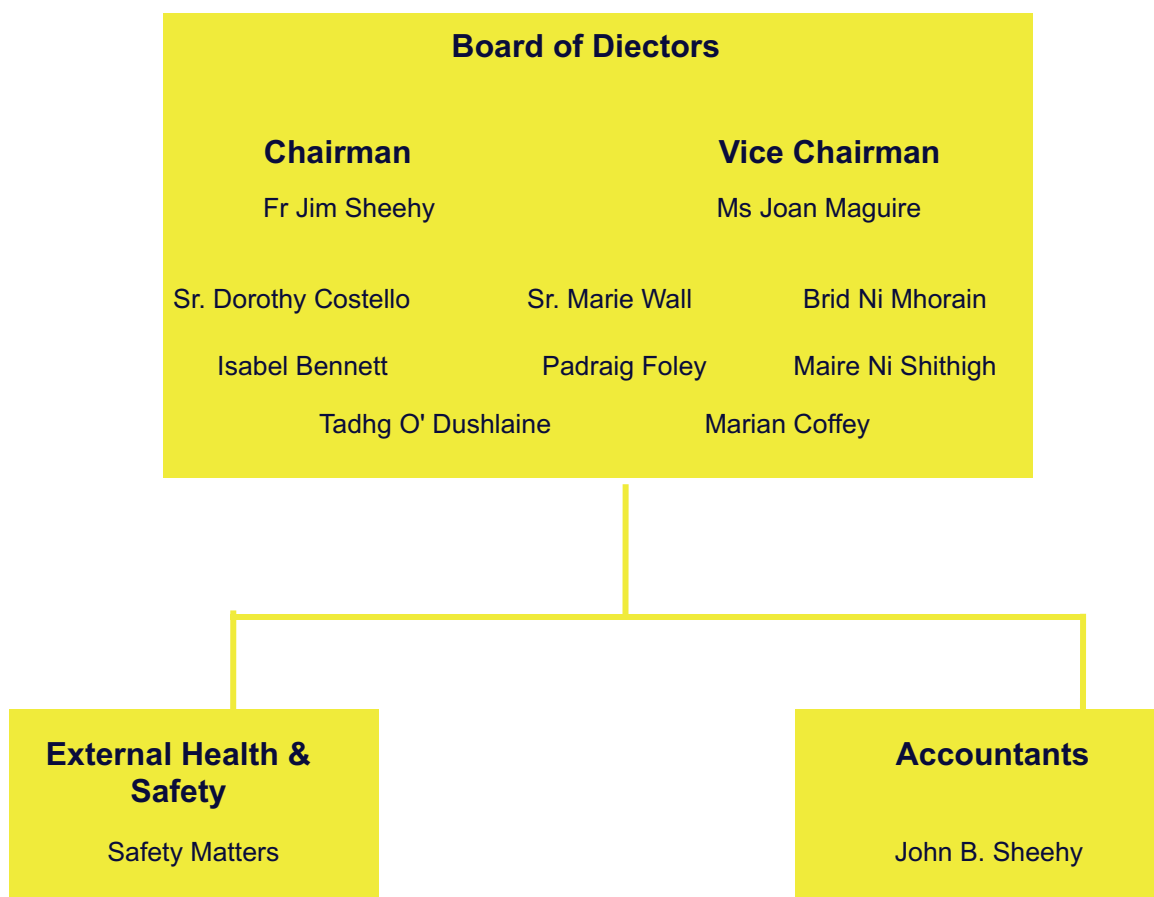 Board of Diectors
Chairman Vice Chairman
Fr Jim Sheehy Ms Joan Maguire
Sr. Dorothy Costello Sr. Marie Wall Brid Ni Mhorain
Isabel Bennett Padraig Foley Maire Ni Shithigh
Tadhg O' Dushlaine Marian Coffey
External Health &
Safety
Safety Matters
Accountants
John B. Sheehy